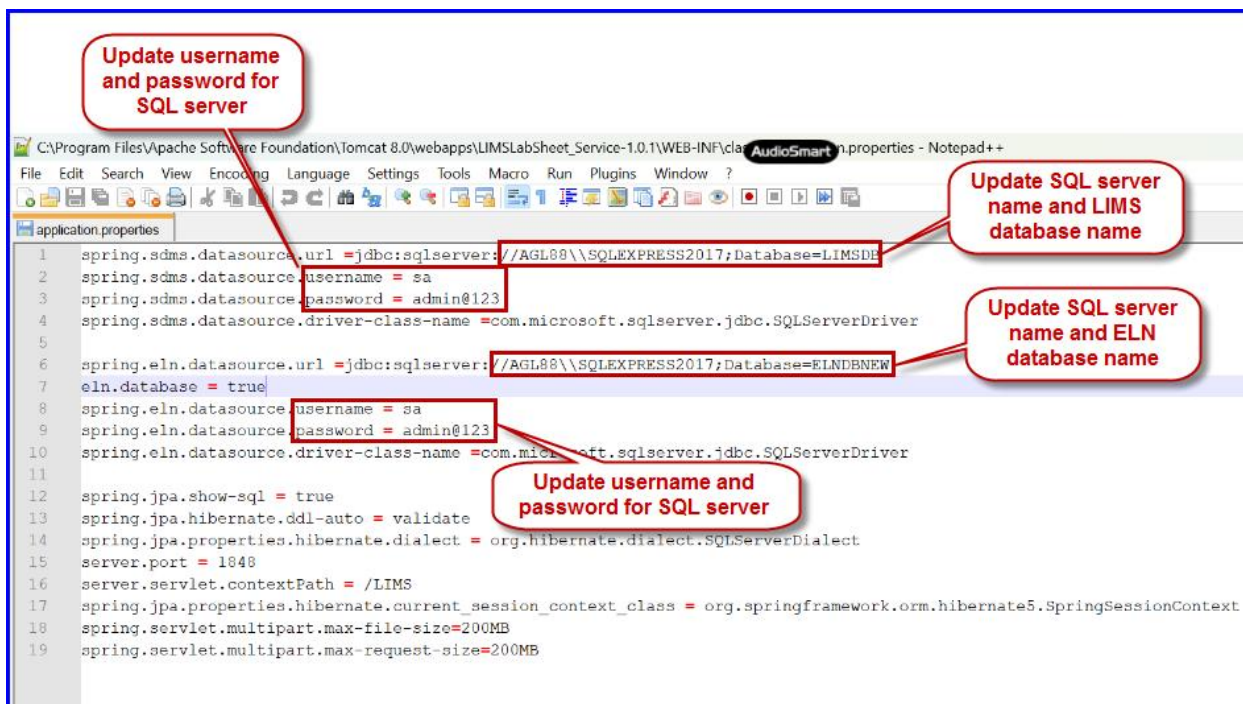 Update username
and password for
SQL server
C:\Program Files\Apache Software Foundation\Tomcat 8.0\webapps\LIMSLabSheet_Service-1.0.1\WEB-INF\cla AudioSmart n.properties - Notepad++
File Edit Search View Encoding Language Settings Tools Macro Run Plugins Window ?
Update SQL server
name and LIMS
database name
application.properties
1 spring.sdms.datasource.url =jdbc:sqlserver://AGL88\\SQLEXPRESS2017;Database=LIMSDB
2 spring.sdms.datasource.username = sa
3 spring.sdms.datasource.password = admin@123
4 spring.sdms.datasource.driver-class-name =com.microsoft.sqlserver.jdbc.SQLServerDriver
5
Update SQL server
name and ELN
database name
6 spring.eln.datasource.url =jdbc:sqlserver://AGL88\\SQLEXPRESS2017;Database=ELNDBNEW
7 eln.database = true
8 spring.eln.datasource.username = sa
9 spring.eln.datasource.password = admin@123
10 spring.eln.datasource.driver-class-name =com.microsoft.sqlserver.jdbc.SQLServerDriver
11
Update username and
password for SQL server
12 spring.jpa.show-sql = true
13 spring.jpa.hibernate.ddl-auto = validate
14 spring.jpa.properties.hibernate.dialect = org.hibernate.dialect.SQLServerDialect
15 server.port = 1848
16 server.servlet.contextPath = /LIMS
17 spring.jpa.properties.hibernate.current_session_context_class = org.springframework.orm.hibernate5.SpringSessionContext
18 spring.servlet.multipart.max-file-size=200MB
19 spring.servlet.multipart.max-request-size=200MB